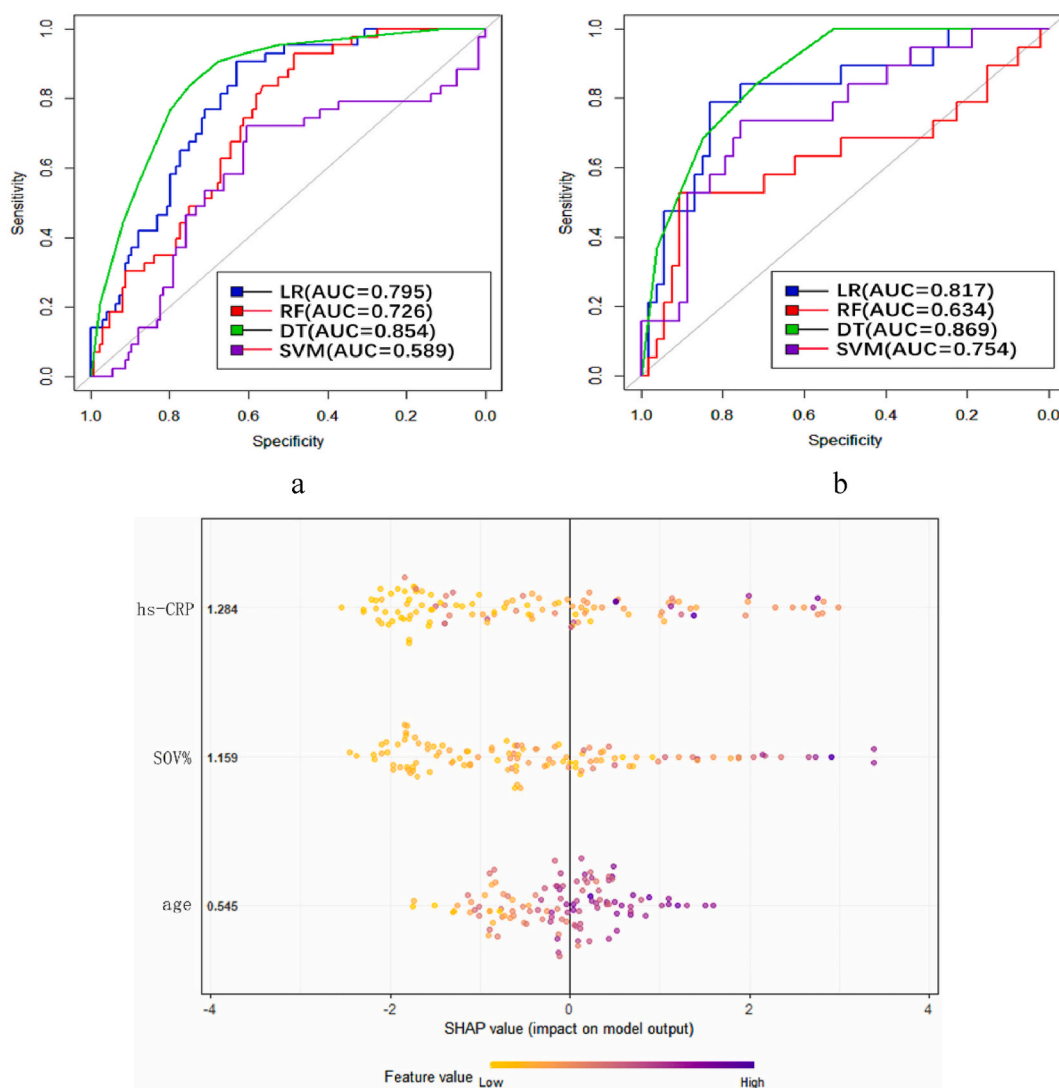 1.0
0.8
0.6
0.4
0.2
0.0
Sensitivity
LR(AUC=0.795)
RF(AUC=0.726)
DT(AUC=0.854)
SVM(AUC=0.589)
1.0 0.8 0.6 0.4 0.2 0.0
Specificity
a
1.0
0.8
0.6
0.4
0.2
0.0
Sensitivity
LR(AUC=0.817)
RF(AUC=0.634)
DT(AUC=0.869)
SVM(AUC=0.754)
1.0 0.8 0.6 0.4 0.2 0.0
Specificity
b
hs-CRP 1.284
SOV% 1.159
age 0.545
-4 -2 0 2 4
SHAP value (impact on model output)
Feature value Low High